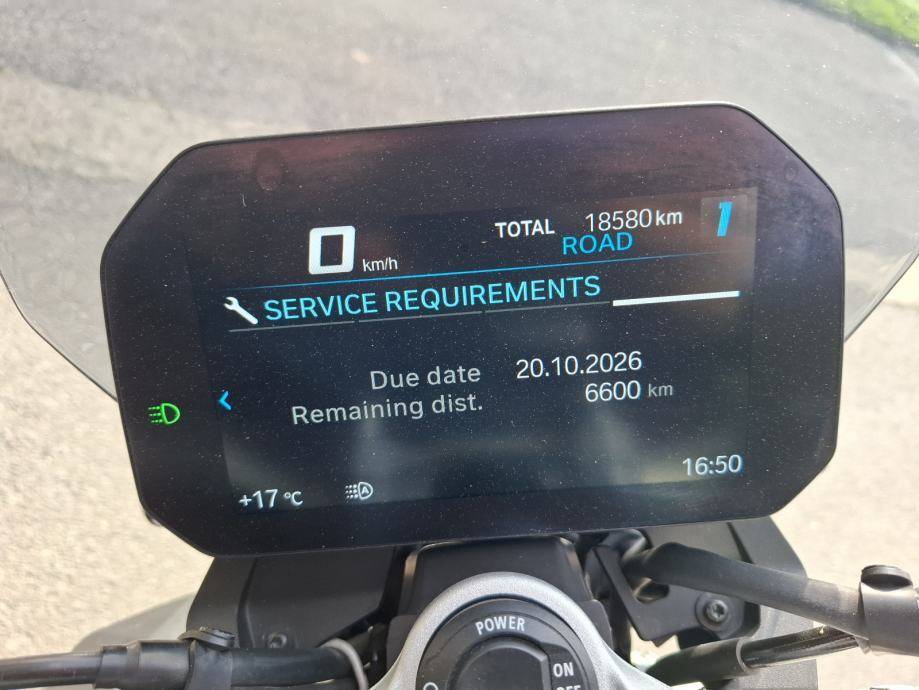 TOTAL 18580 km 1
0 km/h ROAD
SERVICE REQUIREMENTS
Due date 20.10.2026
Remaining dist. 6600 km
16:50
+17 °C A
POWER
ON
OFF